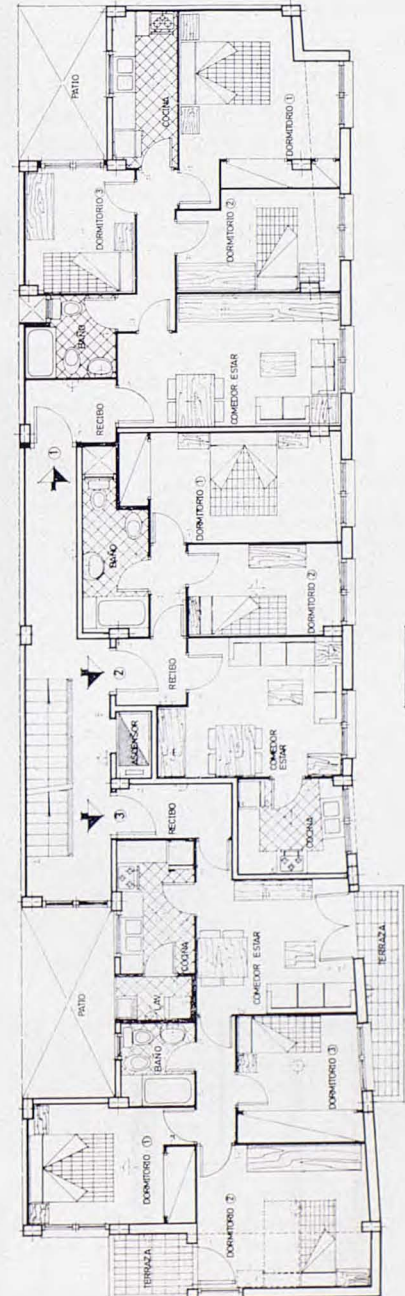 PATIO
COCINA
DORMITORIO ①
DORMITORIO ③
DORMITORIO ②
BAÑO
RECIBO
COMEDOR ESTAR
①
DORMITORIO ①
BAÑO
DORMITORIO ②
②
RECIBO
ASCENSOR
COMEDOR
ESTAR
③
RECIBO
COCINA
COCINA
LAV.
COMEDOR ESTAR
TERRAZA
PATIO
BAÑO
DORMITORIO ③
DORMITORIO ①
DORMITORIO ②
TERRAZA